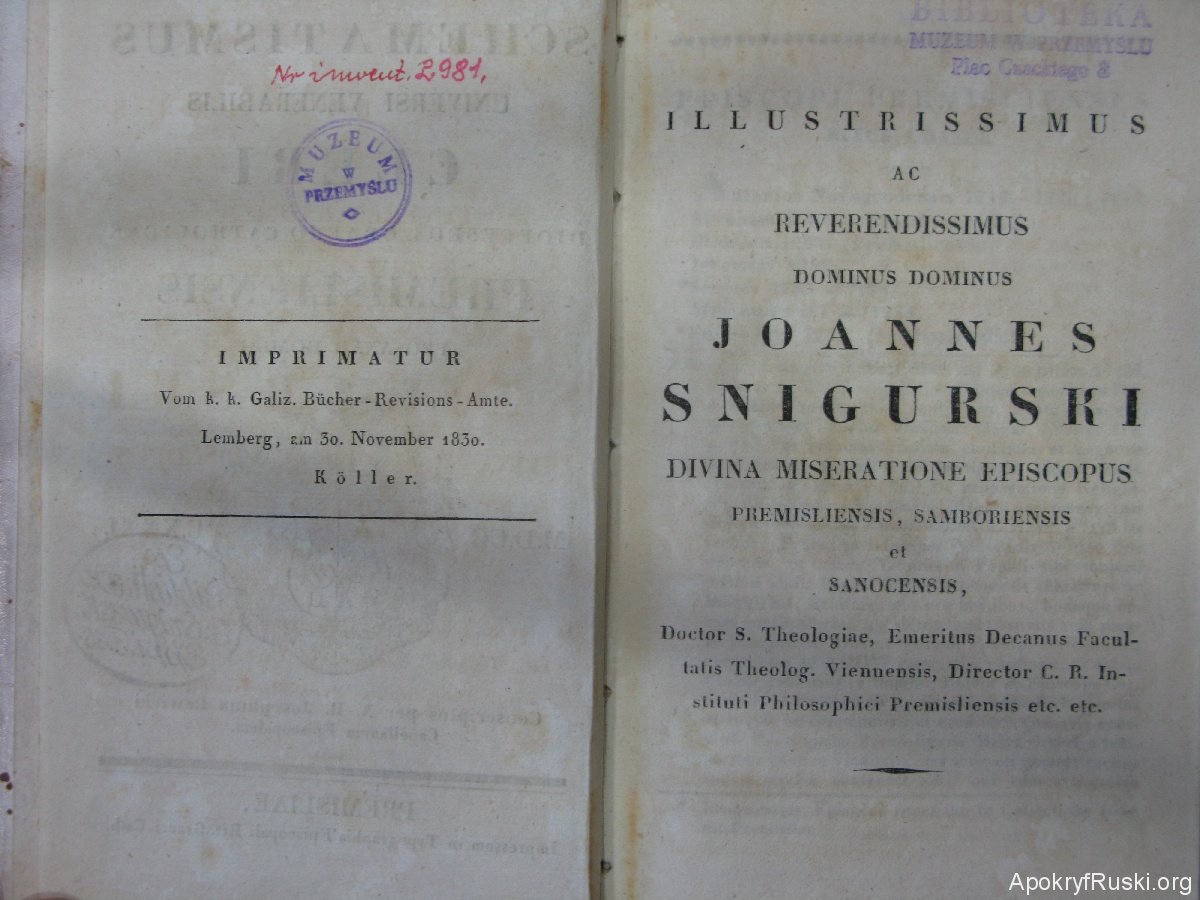 Nr invent. 2981.
MUZEUM
W
PRZEMYŚLU
IMPRIMATUR
Vom k. k. Galiz. Bücher-Revisions-Amte.
Lemberg, am 30. November 1830.
Köller.
BIBLIOTEKA
MUZEUM W PRZEMYŚLU
Plac Czackiego 3
ILLUSTRISSIMUS
AC
REVERENDISSIMUS
DOMINUS DOMINUS
JOANNES
SNIGURSKI
DIVINA MISERATIONE EPISCOPUS
PREMISLIENSIS, SAMBORIENSIS
et
SANOCENSIS,
Doctor S. Theologiae, Emeritus Decanus Facul-
tatis Theolog. Viennensis, Director C. R. In-
stituti Philosophici Premisliensis etc. etc.
ApokryfRuski.org